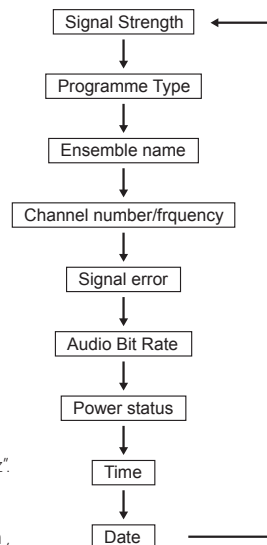 Signal Strength
Programme Type
Ensemble name
Channel number/frquency
Signal error
Audio Bit Rate
Power status
Time
Date